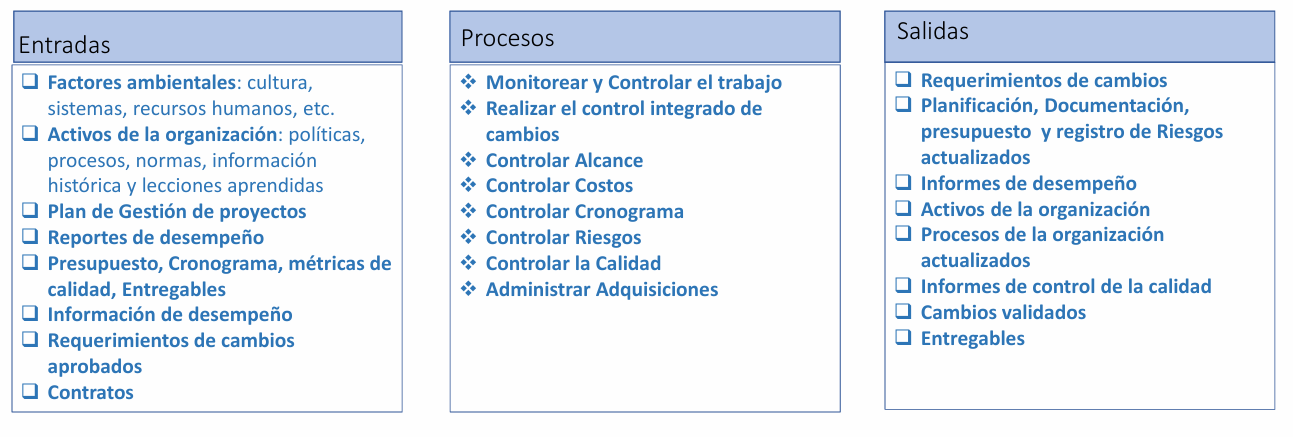 Entradas
Factores ambientales: cultura,
sistemas, recursos humanos, etc.
Activos de la organización: políticas,
procesos, normas, información
histórica y lecciones aprendidas
Plan de Gestión de proyectos
Reportes de desempeño
Presupuesto, Cronograma, métricas de
calidad, Entregables
Información de desempeño
Requerimientos de cambios
aprobados
Contratos
Procesos
Monitorear y Controlar el trabajo
Realizar el control integrado de
cambios
Controlar Alcance
Controlar Costos
Controlar Cronograma
Controlar Riesgos
Controlar la Calidad
Administrar Adquisiciones
Salidas
Requerimientos de cambios
Planificación, Documentación,
presupuesto y registro de Riesgos
actualizados
Informes de desempeño
Activos de la organización
Procesos de la organización
actualizados
Informes de control de la calidad
Cambios validados
Entregables